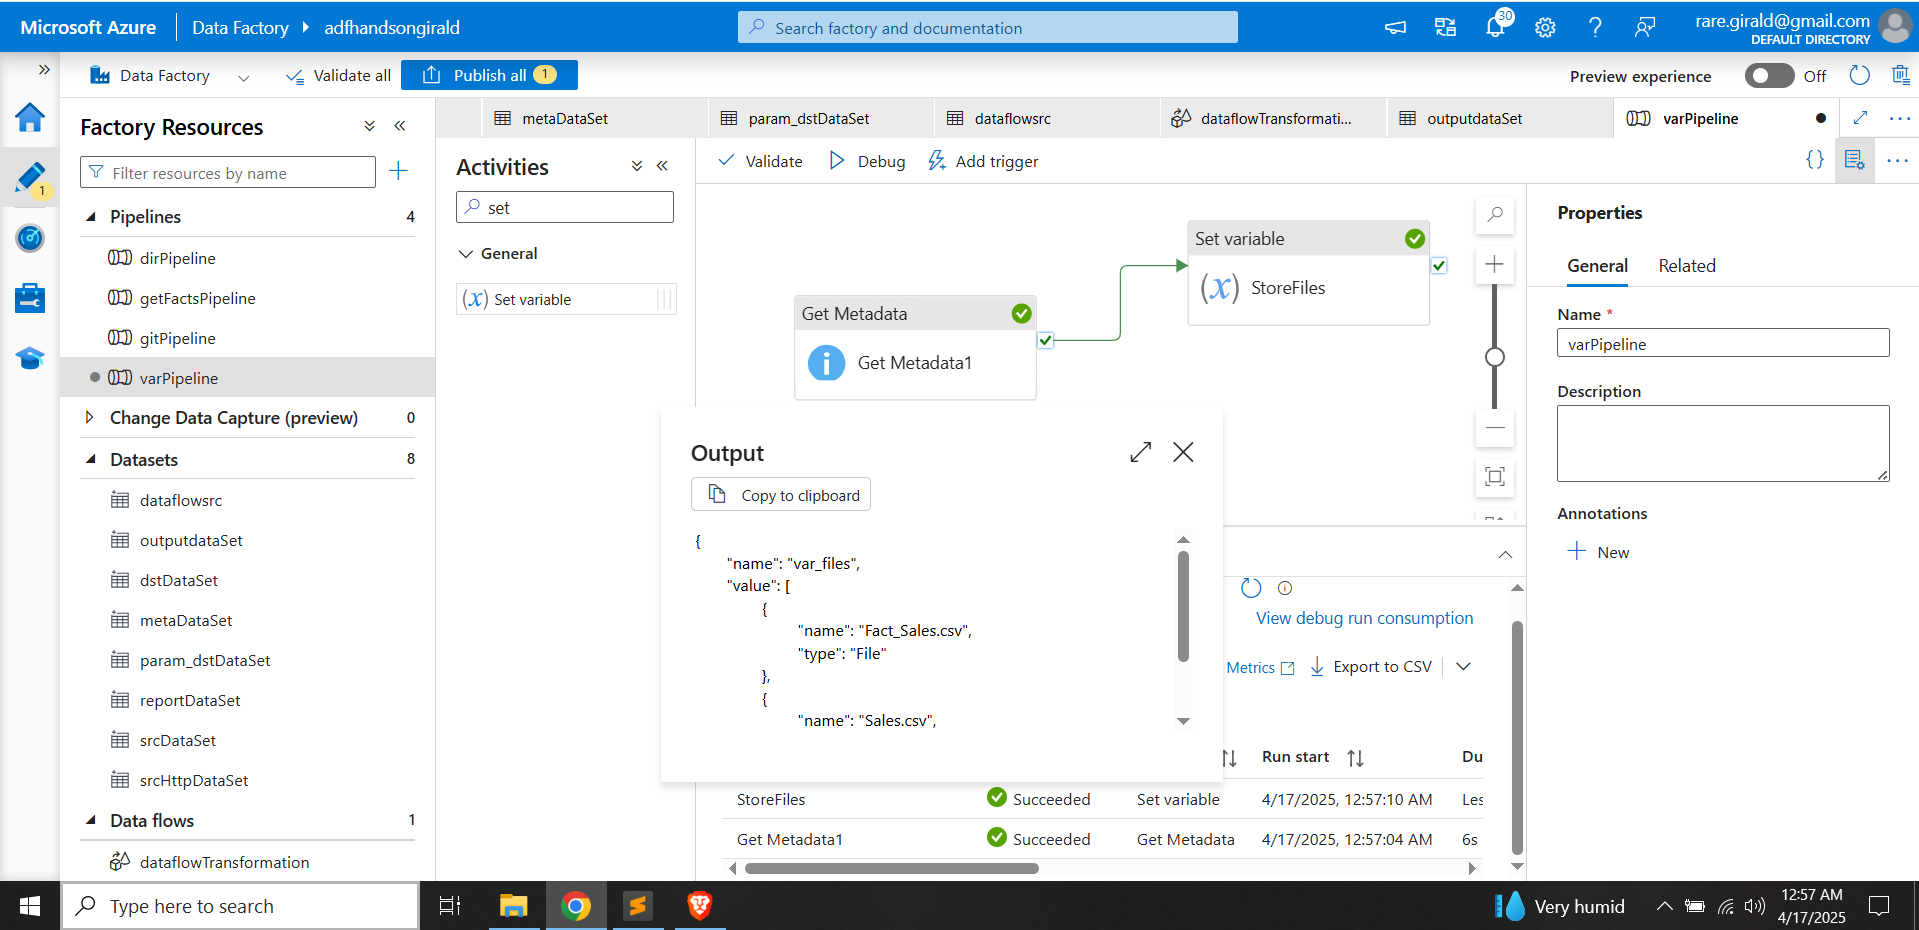 Microsoft Azure
Data Factory
adfhandsongirald
Search factory and documentation
30
rare.girald@gmail.com
DEFAULT DIRECTORY
Data Factory
Validate all
Publish all
1
Preview experience
Off
1
Factory Resources
Filter resources by name
Pipelines
4
dirPipeline
getFactsPipeline
gitPipeline
varPipeline
Change Data Capture (preview)
0
Datasets
8
dataflowsrc
outputdataSet
dstDataSet
metaDataSet
param_dstDataSet
reportDataSet
srcDataSet
srcHttpDataSet
Data flows
1
dataflowTransformation
metaDataSet
param_dstDataSet
dataflowsrc
dataflowTransformati...
outputdataSet
varPipeline
Activities
set
General
(x) Set variable
Validate
Debug
Add trigger
Get Metadata
Get Metadata1
Set variable
(x) StoreFiles
Output
Copy to clipboard
{
"name": "var_files",
"value": [
{
"name": "Fact_Sales.csv",
"type": "File"
},
{
"name": "Sales.csv",
View debug run consumption
Metrics
Export to CSV
Run start
Du
StoreFiles
Succeeded
Set variable
4/17/2025, 12:57:10 AM
Les
Get Metadata1
Succeeded
Get Metadata
4/17/2025, 12:57:04 AM
6s
{}
Properties
General
Related
Name *
varPipeline
Description
Annotations
New
Type here to search
Very humid
12:57 AM
4/17/2025